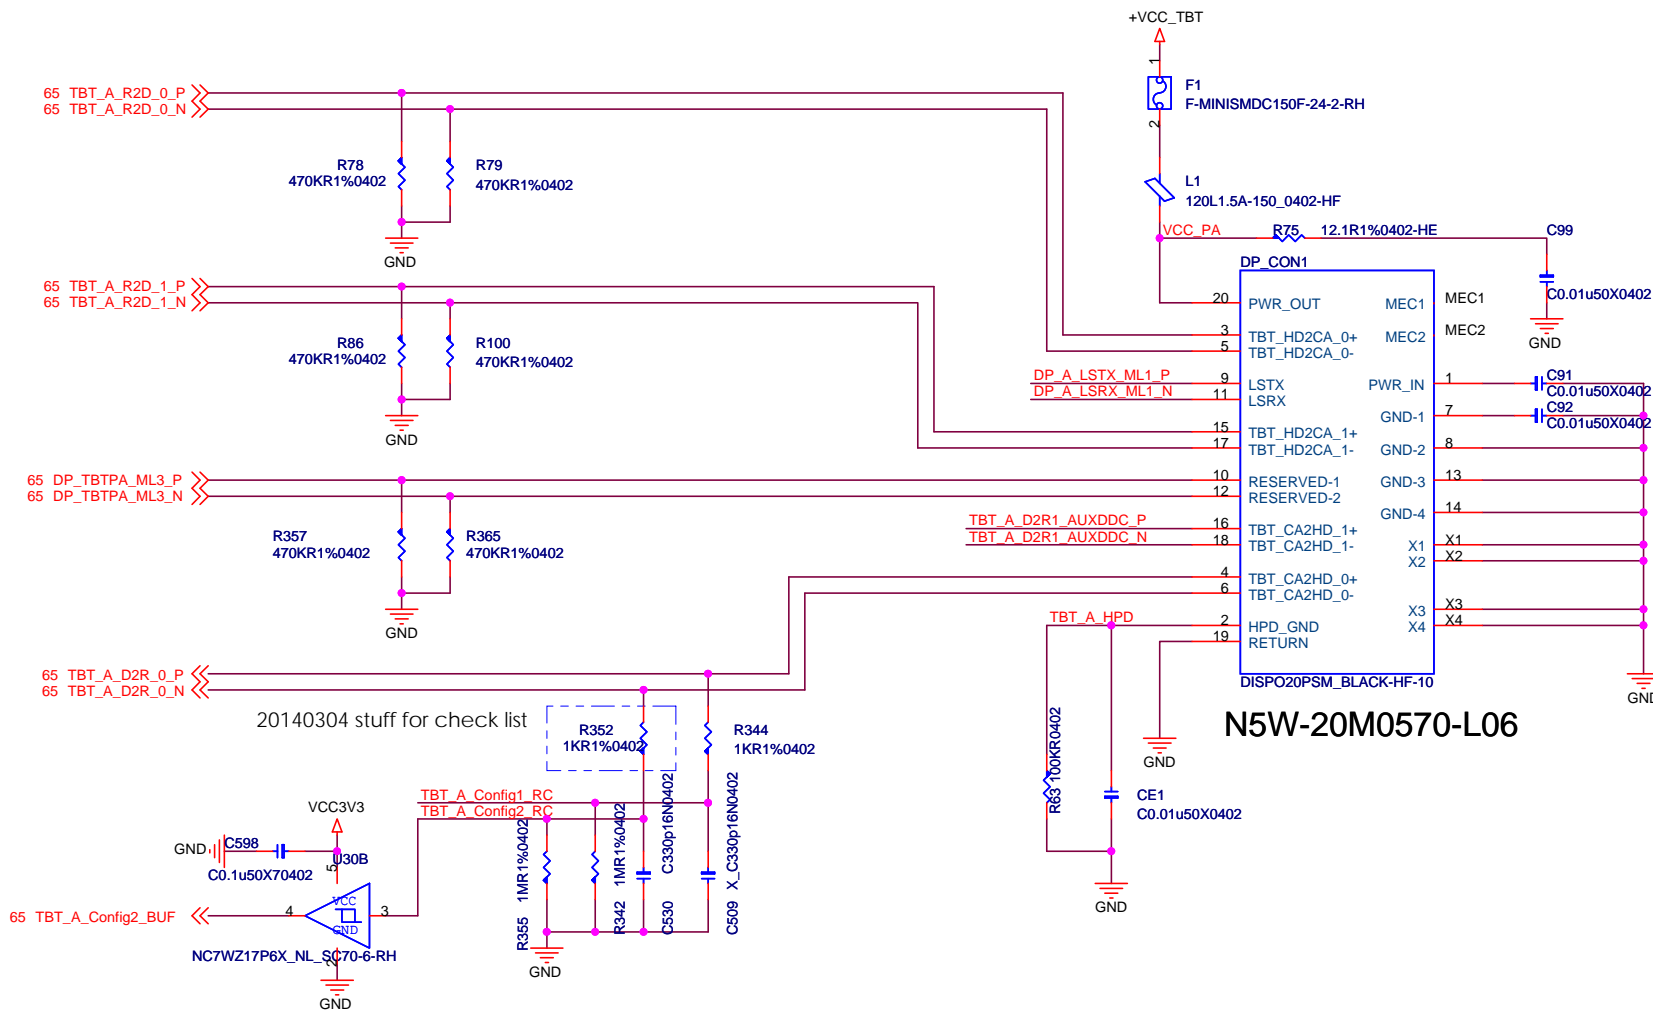 +VCC_TBT
1
F1
F-MINISMDC150F-24-2-RH
2
L1
120L1.5A-150_0402-HF
VCC_PA
R75
12.1R1%0402-HE
C99
C0.01u50X0402
GND
65 TBT_A_R2D_0_P
65 TBT_A_R2D_0_N
R78
470KR1%0402
R79
470KR1%0402
GND
65 TBT_A_R2D_1_P
65 TBT_A_R2D_1_N
R86
470KR1%0402
R100
470KR1%0402
GND
65 DP_TBTPA_ML3_P
65 DP_TBTPA_ML3_N
R357
470KR1%0402
R365
470KR1%0402
GND
65 TBT_A_D2R_0_P
65 TBT_A_D2R_0_N
DP_CON1
20 PWR_OUT
3 TBT_HD2CA_0+
5 TBT_HD2CA_0-
DP_A_LSTX_ML1_P 9 LSTX
DP_A_LSRX_ML1_N 11 LSRX
15 TBT_HD2CA_1+
17 TBT_HD2CA_1-
10 RESERVED-1
12 RESERVED-2
TBT_A_D2R1_AUXDDC_P 16 TBT_CA2HD_1+
TBT_A_D2R1_AUXDDC_N 18 TBT_CA2HD_1-
4 TBT_CA2HD_0+
6 TBT_CA2HD_0-
TBT_A_HPD 2 HPD_GND
19 RETURN
MEC1 MEC1
MEC2 MEC2
PWR_IN 1
GND-1 7
GND-2 8
GND-3 13
GND-4 14
X1 X1
X2 X2
X3 X3
X4 X4
C91
C0.01u50X0402
C92
C0.01u50X0402
GND
DISPO20PSM_BLACK-HF-10
N5W-20M0570-L06
GND
R63 100KR0402
CE1
C0.01u50X0402
GND
20140304 stuff for check list
R352
1KR1%0402
R344
1KR1%0402
TBT_A_Config1_RC
TBT_A_Config2_RC
R355 1MR1%0402
R342 1MR1%0402
C530 C330p16N0402
C509 X_C330p16N0402
GND
VCC3V3
GND
C598
C0.1u50X70402
U30B
5
VCC
GND
65 TBT_A_Config2_BUF
4
3
2
NC7WZ17P6X_NL_SC70-6-RH
GND